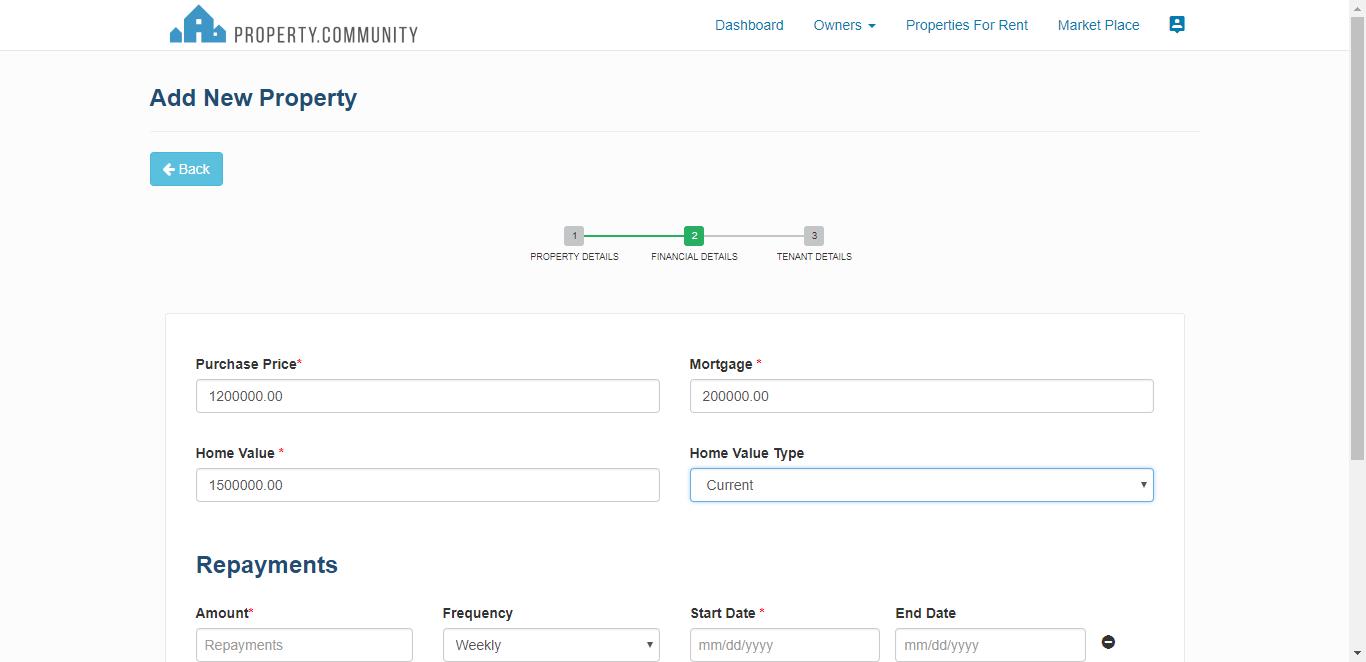 PROPERTY.COMMUNITY
Dashboard Owners Properties For Rent Market Place
Add New Property
Back
1 2 3
PROPERTY DETAILS FINANCIAL DETAILS TENANT DETAILS
Purchase Price* Mortgage *
1200000.00 200000.00
Home Value * Home Value Type
1500000.00 Current
Repayments
Amount* Frequency Start Date * End Date
Repayments Weekly mm/dd/yyyy mm/dd/yyyy